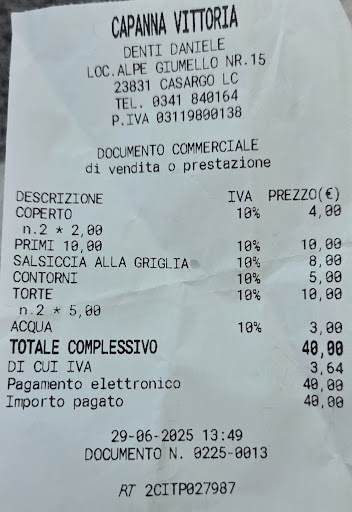 CAPANNA VITTORIA
DENTI DANIELE
LOC.ALPE GIUMELLO NR.15
23831 CASARGO LC
TEL. 0341 840164
P.IVA 03119800138
DOCUMENTO COMMERCIALE
di vendita o prestazione
DESCRIZIONE IVA PREZZO(€)
COPERTO 10% 4,00
n.2 * 2,00
PRIMI 10,00 10% 10,00
SALSICCIA ALLA GRIGLIA 10% 8,00
CONTORNI 10% 5,00
TORTE 10% 10,00
n.2 * 5,00
ACQUA 10% 3,00
TOTALE COMPLESSIVO 40,00
DI CUI IVA 3,64
Pagamento elettronico 40,00
Importo pagato 40,00
29-06-2025 13:49
DOCUMENTO N. 0225-0013
RT 2CITP027987